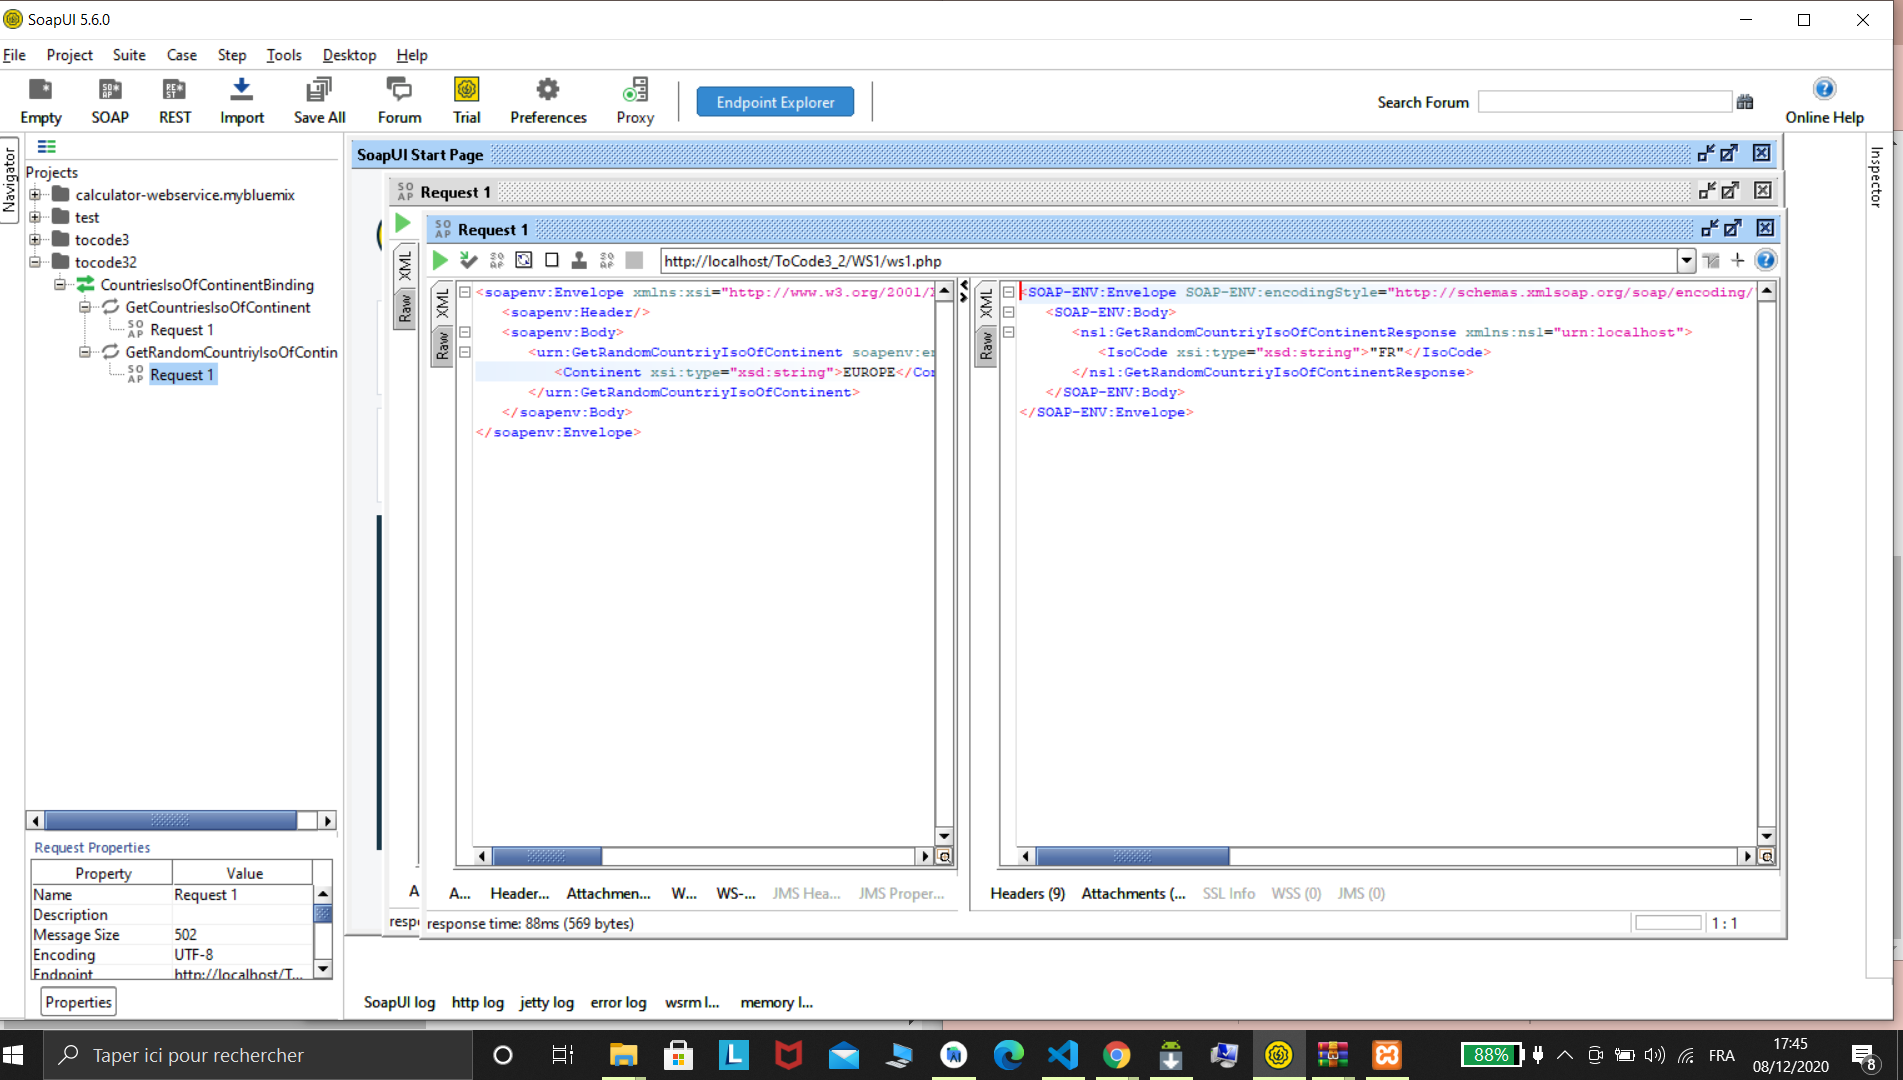 SoapUI 5.6.0
File Project Suite Case Step Tools Desktop Help
Empty SOAP REST Import Save All Forum Trial Preferences Proxy Endpoint Explorer Search Forum Online Help
Navigator
Inspector
Projects
calculator-webservice.mybluemix
test
tocode3
tocode32
CountriesIsoOfContinentBinding
GetCountriesIsoOfContinent
Request 1
GetRandomCountriyIsoOfContin
Request 1
SoapUI Start Page
Request 1
Request 1
http://localhost/ToCode3_2/WS1/ws1.php
XML
Raw
XML
Raw
<soapenv:Envelope xmlns:xsi="http://www.w3.org/2001/
<soapenv:Header/>
<soapenv:Body>
<urn:GetRandomCountriyIsoOfContinent soapenv:en
<Continent xsi:type="xsd:string">EUROPE</Con
</urn:GetRandomCountriyIsoOfContinent>
</soapenv:Body>
</soapenv:Envelope>
XML
Raw
<SOAP-ENV:Envelope SOAP-ENV:encodingStyle="http://schemas.xmlsoap.org/soap/encoding/"
<SOAP-ENV:Body>
<ns1:GetRandomCountriyIsoOfContinentResponse xmlns:ns1="urn:localhost">
<IsoCode xsi:type="xsd:string">"FR"</IsoCode>
</ns1:GetRandomCountriyIsoOfContinentResponse>
</SOAP-ENV:Body>
</SOAP-ENV:Envelope>
A
A... Header... Attachmen... W... WS-... JMS Hea... JMS Proper...
Headers (9) Attachments (... SSL Info WSS (0) JMS (0)
respo
response time: 88ms (569 bytes)
1 : 1
Request Properties
Property Value
Name Request 1
Description
Message Size 502
Encoding UTF-8
Endpoint http://localhost/T...
Properties
SoapUI log http log jetty log error log wsrm l... memory l...
Taper ici pour rechercher
88%
FRA
17:45
08/12/2020
8